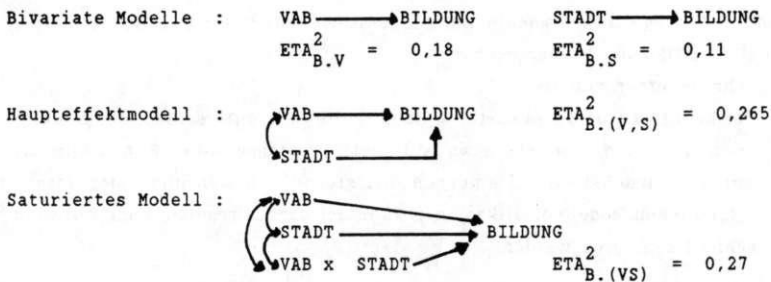 Bivariate Modelle : VAB BILDUNG STADT BILDUNG
ETA²B.V = 0,18 ETA²B.S = 0,11
Haupteffektmodell : VAB BILDUNG ETA²B.(V,S) = 0,265
STADT
Saturiertes Modell : VAB
STADT BILDUNG
VAB x STADT ETA²B.(VS) = 0,27